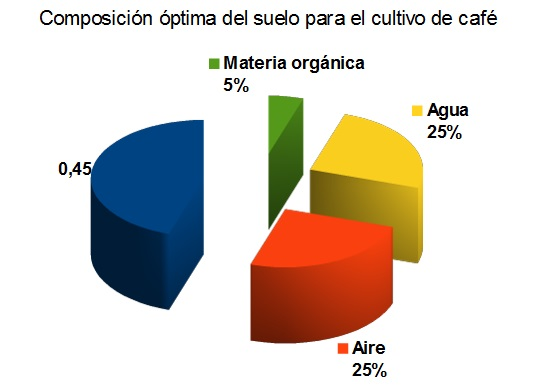 Composición óptima del suelo para el cultivo de café
Materia orgánica
5%
Agua
25%
0,45
Aire
25%